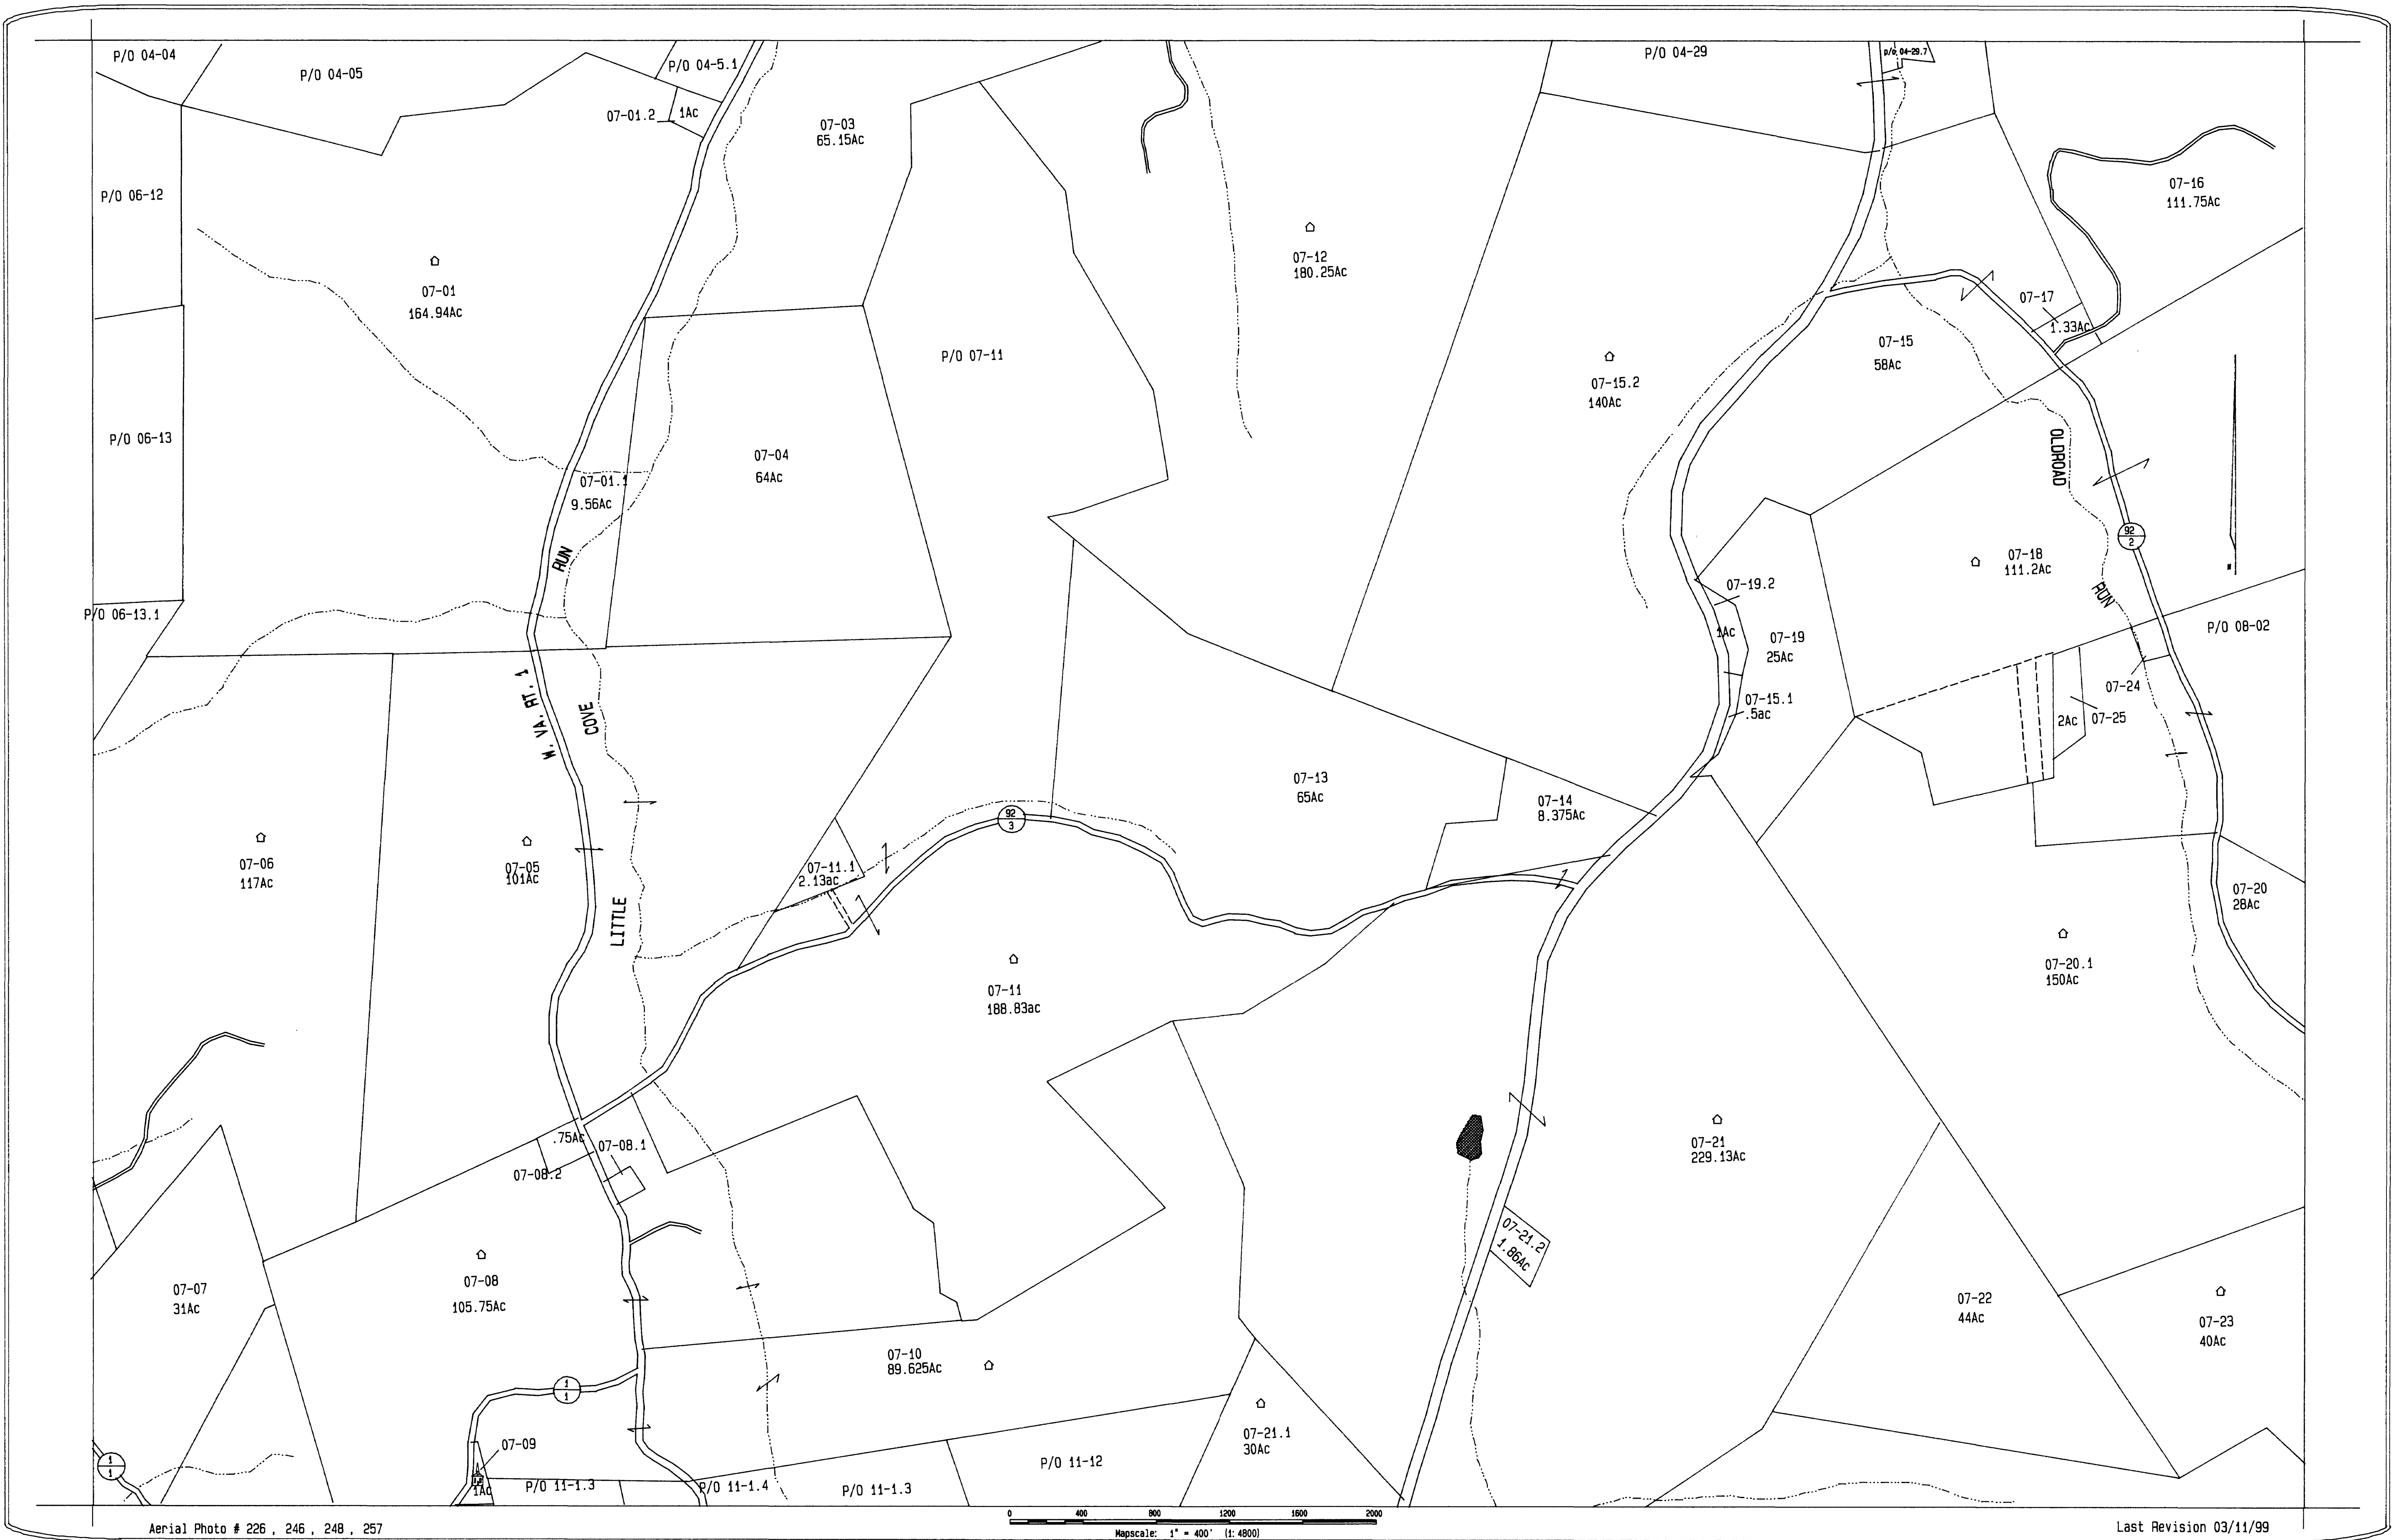 P/O 04-04
P/O 04-05
P/O 04-5.1
P/O 04-29
P/O 04-29.7
07-01.2
1Ac
07-03
65.15Ac
P/O 06-12
07-16
111.75Ac
07-12
180.25Ac
07-01
164.94Ac
07-17
1.33Ac
07-15
58Ac
P/O 07-11
07-15.2
140Ac
P/O 06-13
07-04
64Ac
07-01.1
9.56Ac
OLDROAD
RUN
92
2
07-18
111.2Ac
RUN
07-19.2
1Ac
07-19
25Ac
P/O 06-13.1
P/O 08-02
W. VA. RT. 1
COVE
07-15.1
.5ac
07-24
2Ac
07-25
07-13
65Ac
07-14
8.375Ac
92
3
07-06
117Ac
07-05
101Ac
07-11.1
2.13ac
LITTLE
07-20
28Ac
07-20.1
150Ac
07-11
188.83ac
.75Ac
07-08.1
07-08.2
07-21
229.13Ac
07-21.2
1.86Ac
07-07
31Ac
07-08
105.75Ac
07-22
44Ac
07-23
40Ac
07-10
89.625Ac
1
1
07-09
1Ac
1
1
07-21.1
30Ac
P/O 11-1.3
P/O 11-1.4
P/O 11-1.3
P/O 11-12
0 400 800 1200 1600 2000
Mapscale: 1" = 400' (1:4800)
Aerial Photo # 226 , 246 , 248 , 257
Last Revision 03/11/99